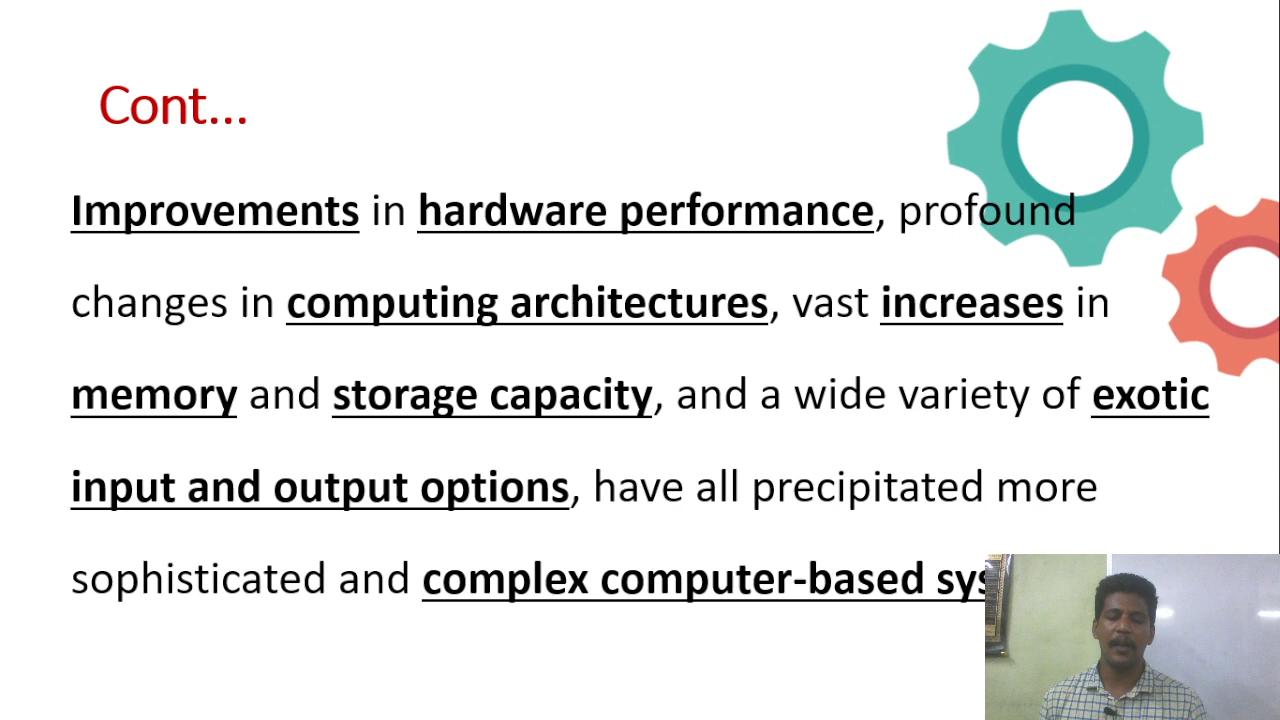 Cont...
Improvements in hardware performance, profound
changes in computing architectures, vast increases in
memory and storage capacity, and a wide variety of exotic
input and output options, have all precipitated more
sophisticated and complex computer-based